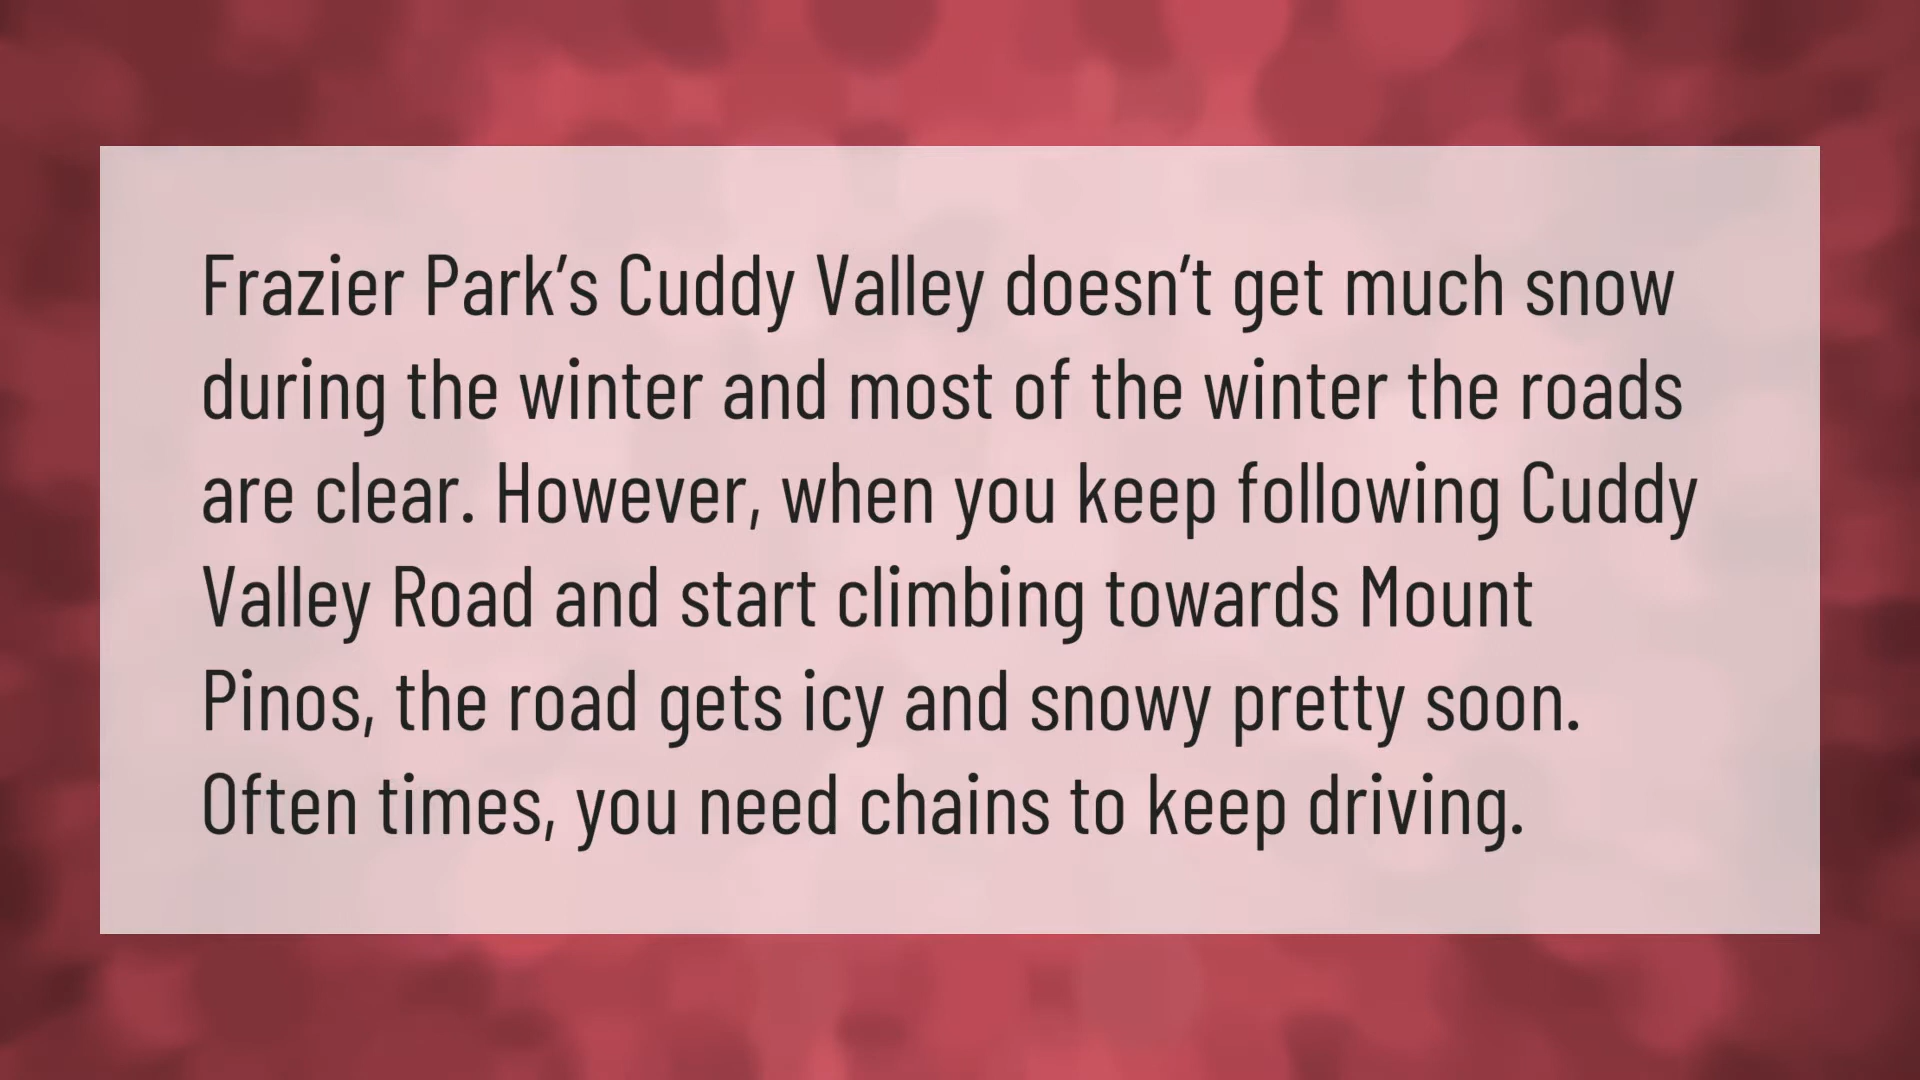 Frazier Park’s Cuddy Valley doesn’t get much snow
during the winter and most of the winter the roads
are clear. However, when you keep following Cuddy
Valley Road and start climbing towards Mount
Pinos, the road gets icy and snowy pretty soon.
Often times, you need chains to keep driving.